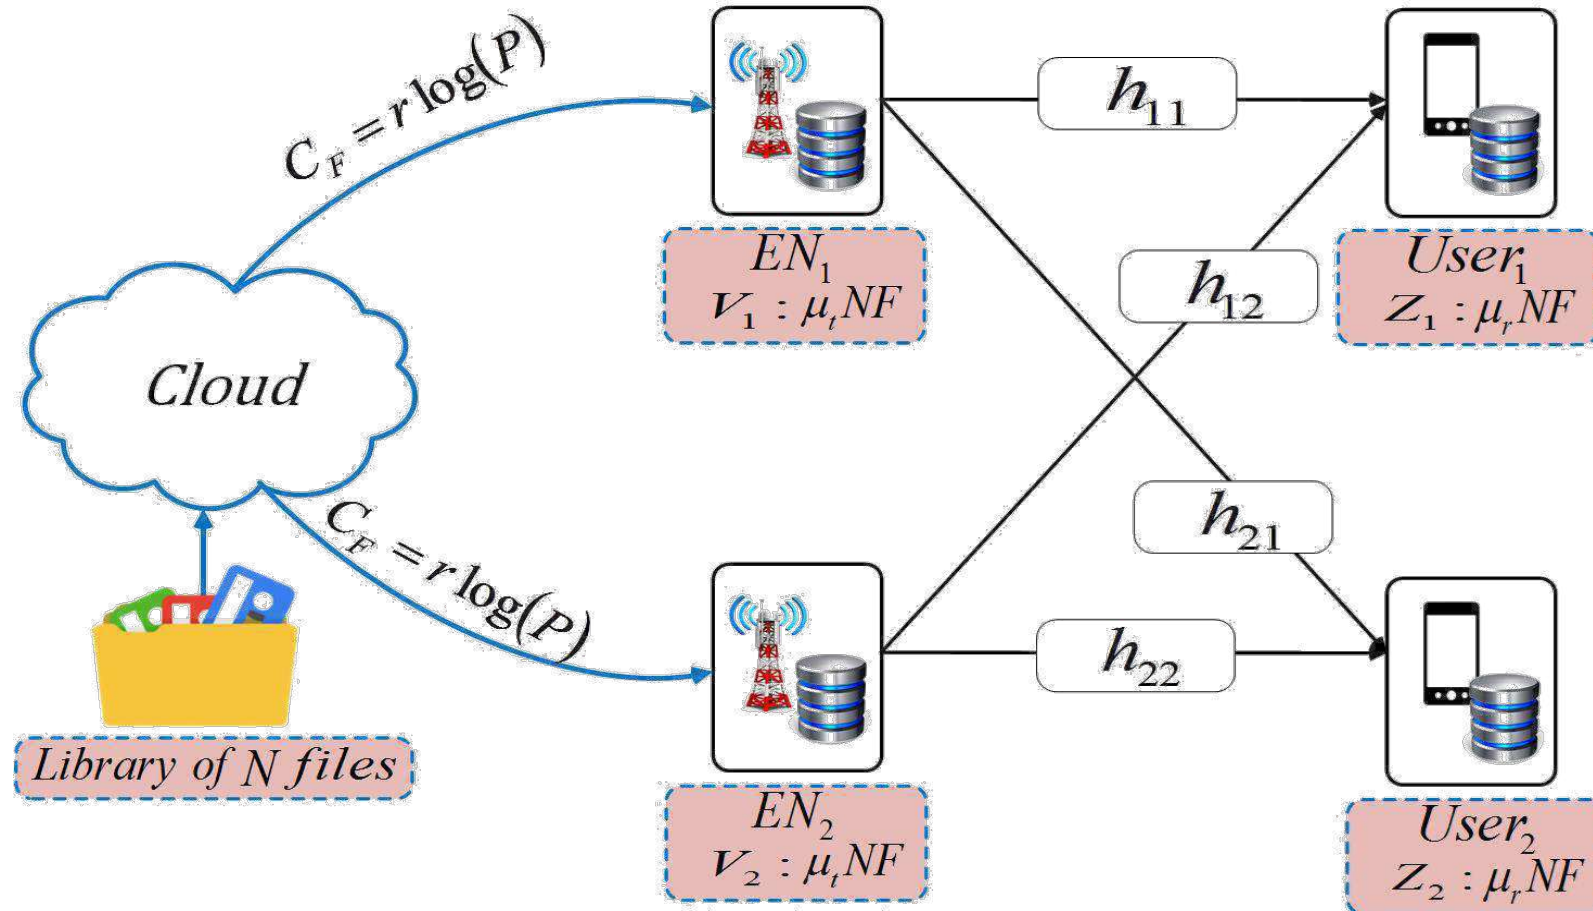 C_F = r log(P)
h_11
EN_1
V_1 : μ_t NF
h_12
User_1
Z_1 : μ_r NF
Cloud
C_F = r log(P)
h_21
h_22
Library of N files
EN_2
V_2 : μ_t NF
User_2
Z_2 : μ_r NF